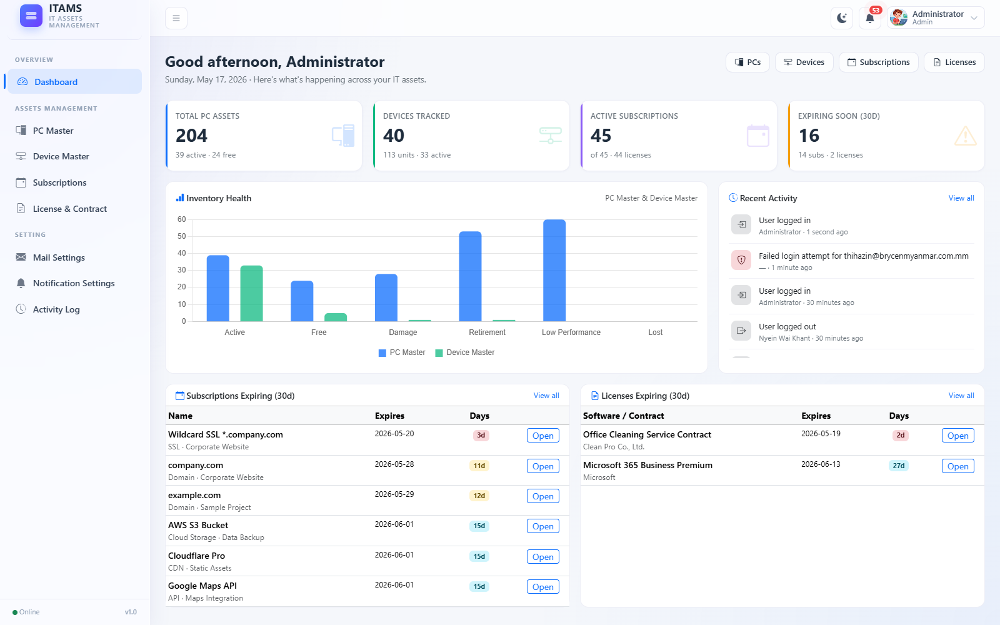 ITAMS
IT ASSETS
MANAGEMENT
OVERVIEW
Dashboard
ASSETS MANAGEMENT
PC Master
Device Master
Subscriptions
License & Contract
SETTING
Mail Settings
Notification Settings
Activity Log
Online
v1.0
53
Administrator
Admin
Good afternoon, Administrator
Sunday, May 17, 2026 · Here's what's happening across your IT assets.
PCs
Devices
Subscriptions
Licenses
TOTAL PC ASSETS
204
39 active · 24 free
DEVICES TRACKED
40
113 units · 33 active
ACTIVE SUBSCRIPTIONS
45
of 45 · 44 licenses
EXPIRING SOON (30D)
16
14 subs · 2 licenses
Inventory Health
PC Master & Device Master
60
50
40
30
20
10
0
Active
Free
Damage
Retirement
Low Performance
Lost
PC Master
Device Master
Recent Activity
View all
User logged in
Administrator · 1 second ago
Failed login attempt for thihazin@brycenmyanmar.com.mm
— · 1 minute ago
User logged in
Administrator · 30 minutes ago
User logged out
Nyein Wai Khant · 30 minutes ago
Subscriptions Expiring (30d)
View all
Name Expires Days
Wildcard SSL *.company.com 2026-05-20 3d Open
SSL · Corporate Website
company.com 2026-05-28 11d Open
Domain · Corporate Website
example.com 2026-05-29 12d Open
Domain · Sample Project
AWS S3 Bucket 2026-06-01 15d Open
Cloud Storage · Data Backup
Cloudflare Pro 2026-06-01 15d Open
CDN · Static Assets
Google Maps API 2026-06-01 15d Open
API · Maps Integration
Licenses Expiring (30d)
View all
Software / Contract Expires Days
Office Cleaning Service Contract 2026-05-19 2d Open
Clean Pro Co., Ltd.
Microsoft 365 Business Premium 2026-06-13 27d Open
Microsoft